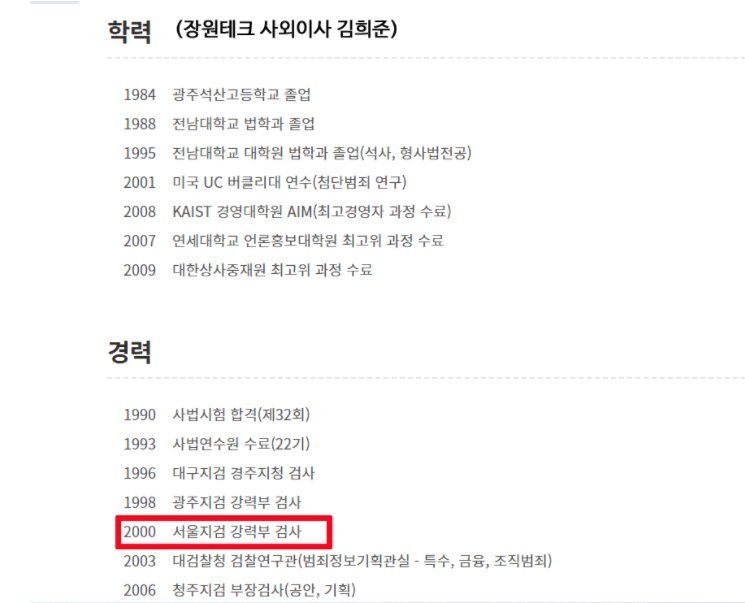 학력 (장원테크 사외이사 김희준)
1984 광주석산고등학교 졸업
1988 전남대학교 법학과 졸업
1995 전남대학교 대학원 법학과 졸업(석사, 형사법전공)
2001 미국 UC 버클리대 연수(첨단범죄 연구)
2008 KAIST 경영대학원 AIM(최고경영자 과정 수료)
2007 연세대학교 언론홍보대학원 최고위 과정 수료
2009 대한상사중재원 최고위 과정 수료
경력
1990 사법시험 합격(제32회)
1993 사법연수원 수료(22기)
1996 대구지검 경주지청 검사
1998 광주지검 강력부 검사
2000 서울지검 강력부 검사
2003 대검찰청 검찰연구관(범죄정보기획관실 - 특수, 금융, 조직범죄)
2006 청주지검 부장검사(공안, 기획)